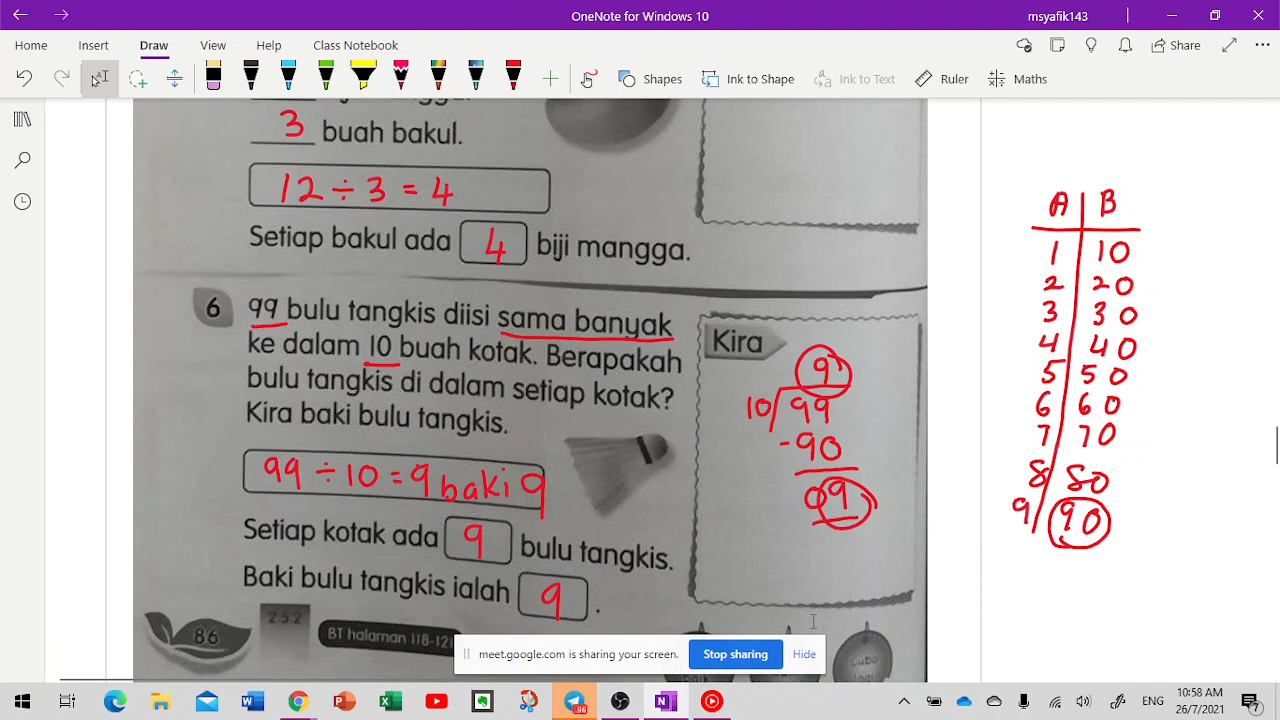 OneNote for Windows 10
msyafik143
Home Insert Draw View Help Class Notebook
Share
Shapes Ink to Shape Ink to Text Ruler Maths
3 buah bakul.
12 ÷ 3 = 4
Setiap bakul ada 4 biji mangga.
6 99 bulu tangkis diisi sama banyak
ke dalam 10 buah kotak. Berapakah
bulu tangkis di dalam setiap kotak?
Kira baki bulu tangkis.
99 ÷ 10 = 9 baki 9
Setiap kotak ada 9 bulu tangkis.
Baki bulu tangkis ialah 9.
86
252
BT halaman 118-121
Kira
9
10 99
-90
09
A B
1 10
2 20
3 30
4 40
5 50
6 60
7 70
8 80
9 90
meet.google.com is sharing your screen. Stop sharing Hide
Cuba
.96
ENG
10:58 AM
26/7/2021
7